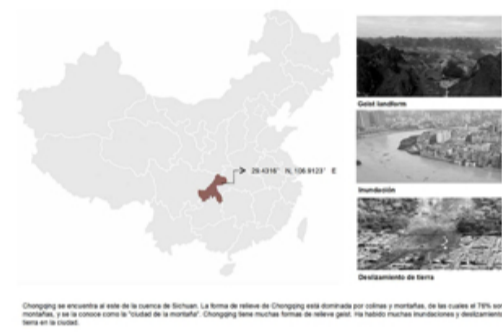 Geist landform
29.4316° N, 106.9123° E
Inundación
Deslizamiento de tierra
Chongqing se encuentra al este de la cuenca de Sichuan. La forma de relieve de Chongqing está dominada por colinas y montañas, de las cuales el 76% son
montañas, y se la conoce como la "ciudad de la montaña". Chongqing tiene muchas formas de relieve geist. Ha habido muchas inundaciones y deslizamientos
tierra en la ciudad.